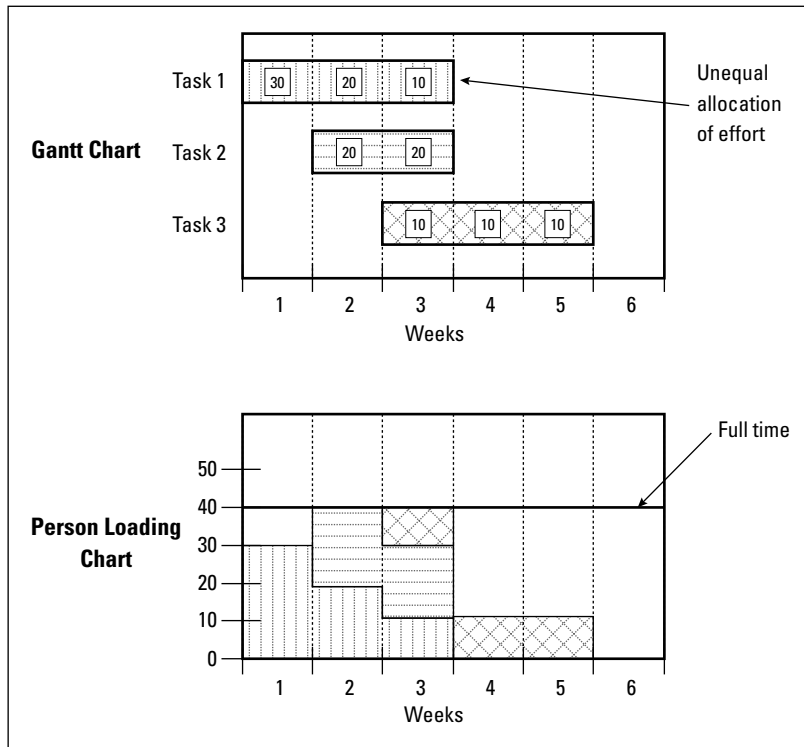 Task 1
30 20 10
Unequal
allocation
of effort
Gantt Chart
Task 2
20 20
Task 3
10 10 10
1 2 3 4 5 6
Weeks
Full time
Person Loading
Chart
50
40
30
20
10
0
1 2 3 4 5 6
Weeks